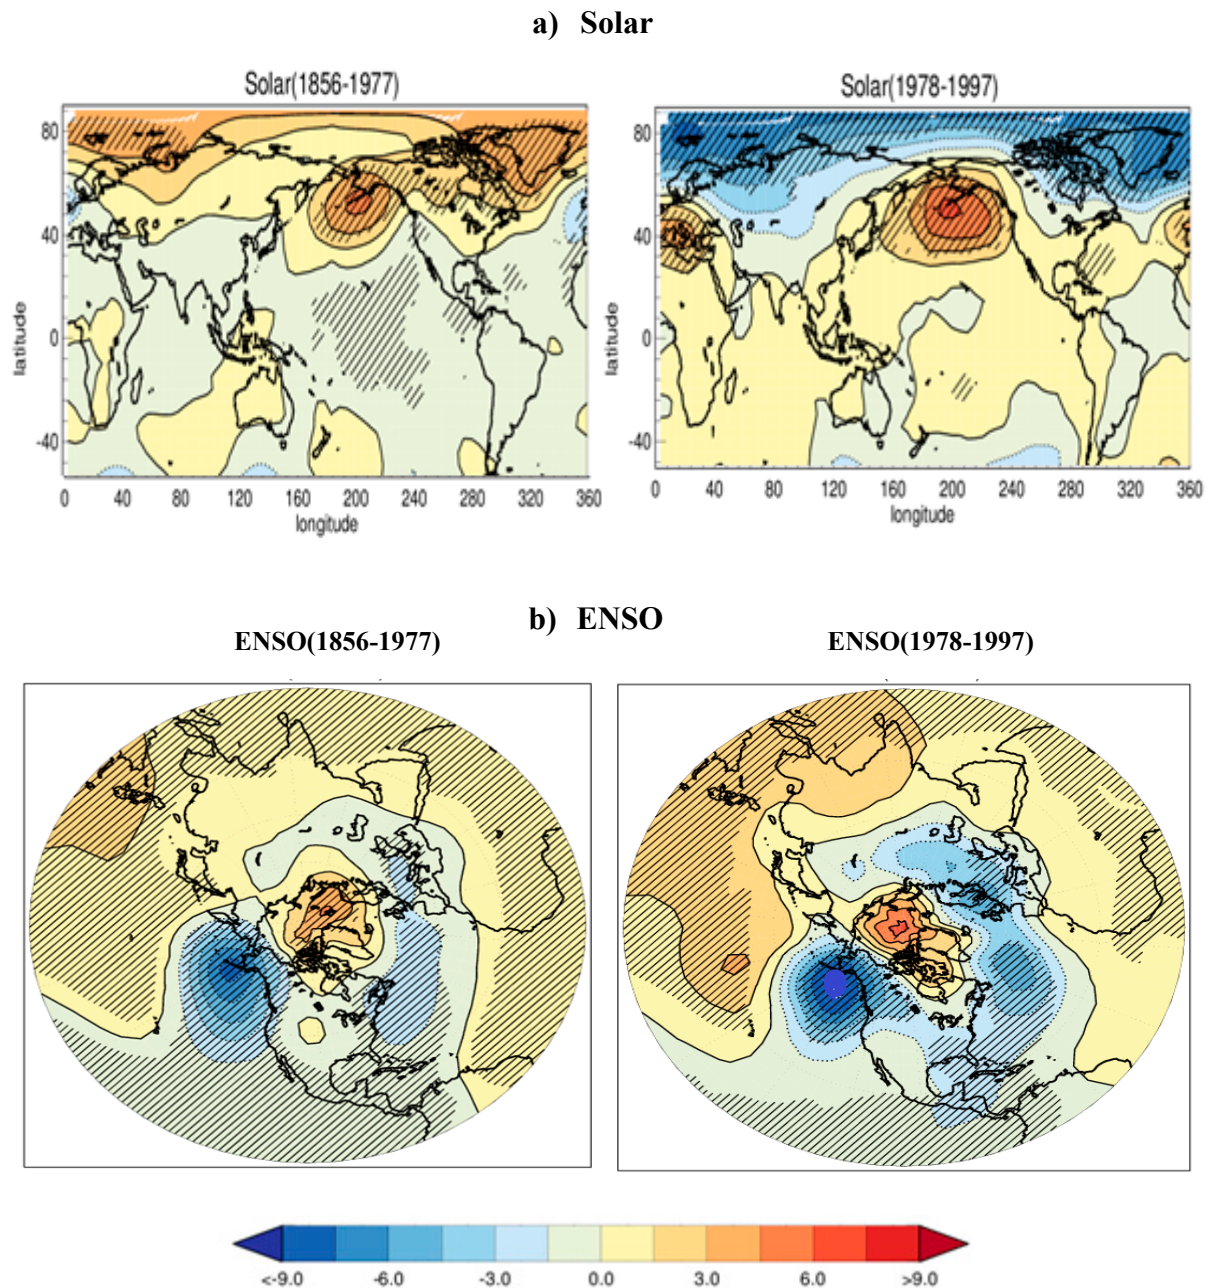 a) Solar
Solar(1856-1977)
Solar(1978-1997)
80
40
0
-40
latitude
0 40 80 120 160 200 240 280 320 360
longitude
80
40
0
-40
latitude
0 40 80 120 160 200 240 280 320 360
longitude
b) ENSO
ENSO(1856-1977)
ENSO(1978-1997)
<-9.0 -6.0 -3.0 0.0 3.0 6.0 >9.0